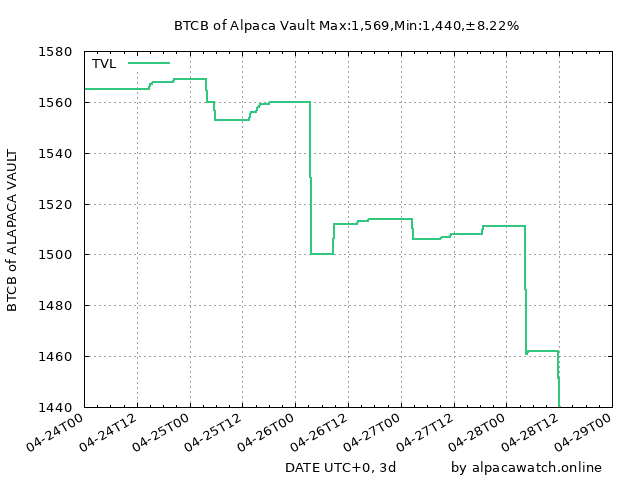 BTCB of Alpaca Vault Max:1,569,Min:1,440,±8.22%
TVL
BTCB of ALAPACA VAULT
1580
1560
1540
1520
1500
1480
1460
1440
04-24T00
04-24T12
04-25T00
04-25T12
04-26T00
04-26T12
04-27T00
04-27T12
04-28T00
04-28T12
04-29T00
DATE UTC+0, 3d
by alpacawatch.online